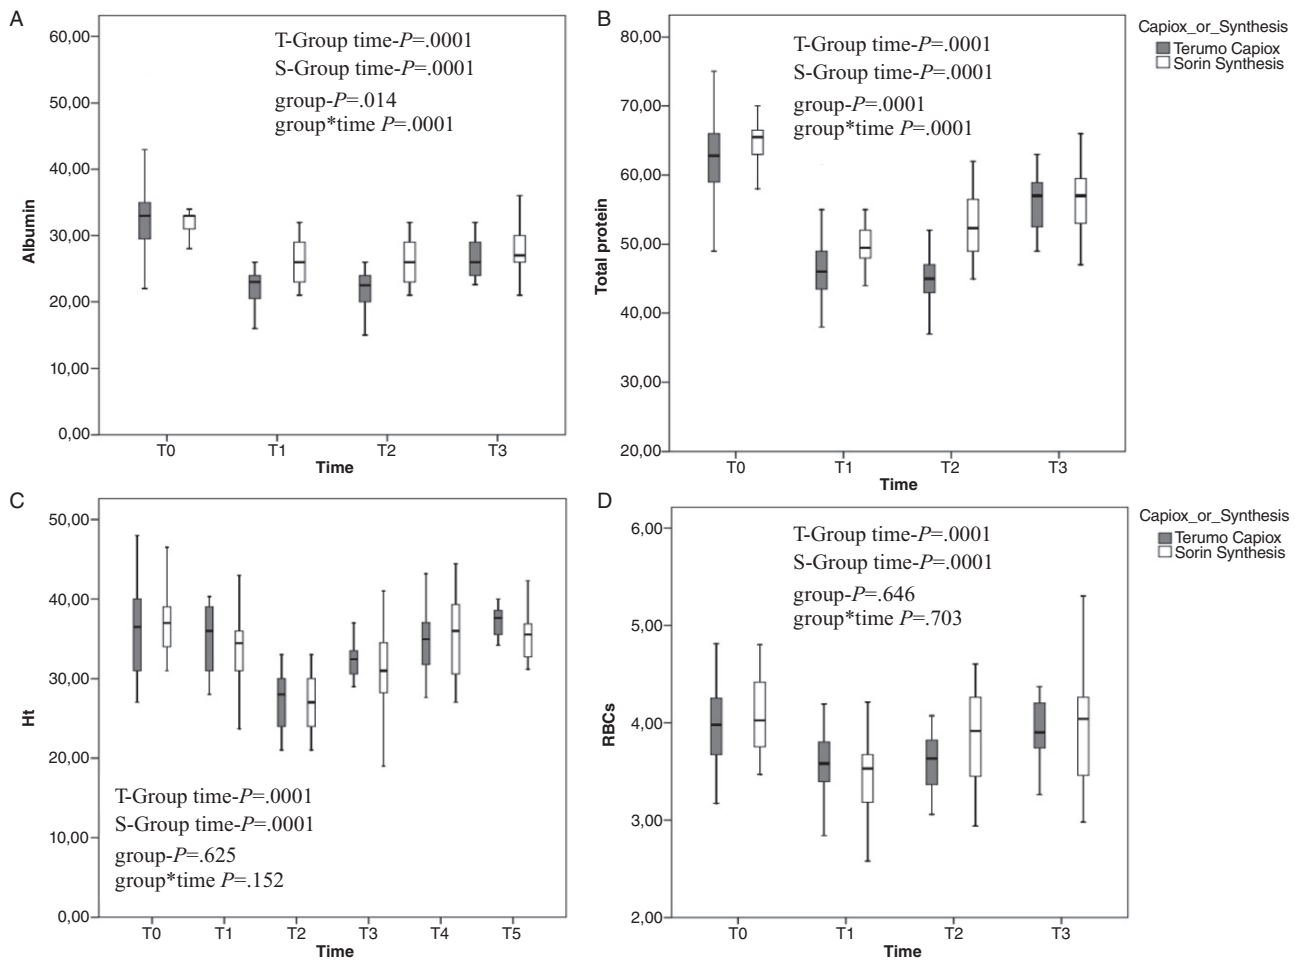 A
60,00
50,00
40,00
30,00
20,00
10,00
0,00
Albumin
T-Group time-P=.0001
S-Group time-P=.0001
group-P=.014
group*time P=.0001
T0 T1 T2 T3
Time
B
80,00
70,00
60,00
50,00
40,00
30,00
20,00
Total protein
T-Group time-P=.0001
S-Group time-P=.0001
group-P=.0001
group*time P=.0001
T0 T1 T2 T3
Time
Capiox_or_Synthesis
Terumo Capiox
Sorin Synthesis
C
50,00
40,00
30,00
20,00
10,00
0,00
Ht
T-Group time-P=.0001
S-Group time-P=.0001
group-P=.625
group*time P=.152
T0 T1 T2 T3 T4 T5
Time
D
6,00
5,00
4,00
3,00
2,00
RBCs
T-Group time-P=.0001
S-Group time-P=.0001
group-P=.646
group*time P=.703
T0 T1 T2 T3
Time
Capiox_or_Synthesis
Terumo Capiox
Sorin Synthesis